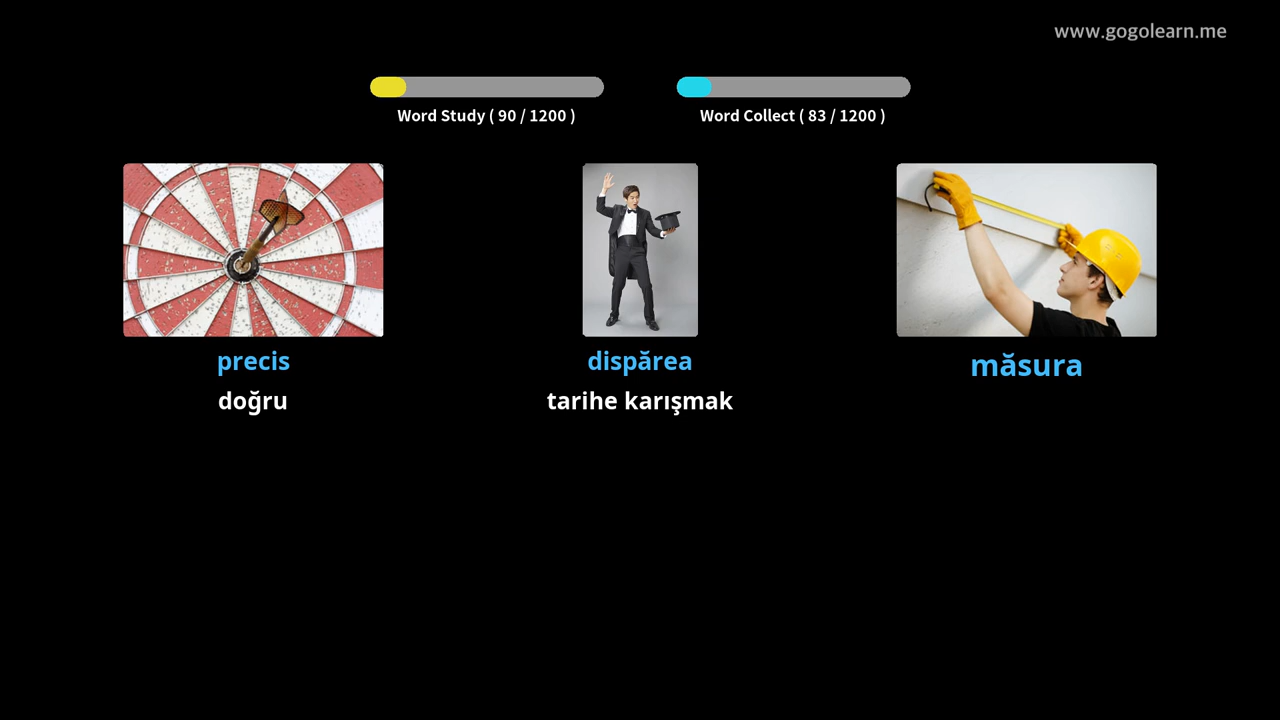 www.gogolearn.me
Word Study ( 90 / 1200 )
Word Collect ( 83 / 1200 )
precis
doğru
dispărea
tarihe karışmak
măsura